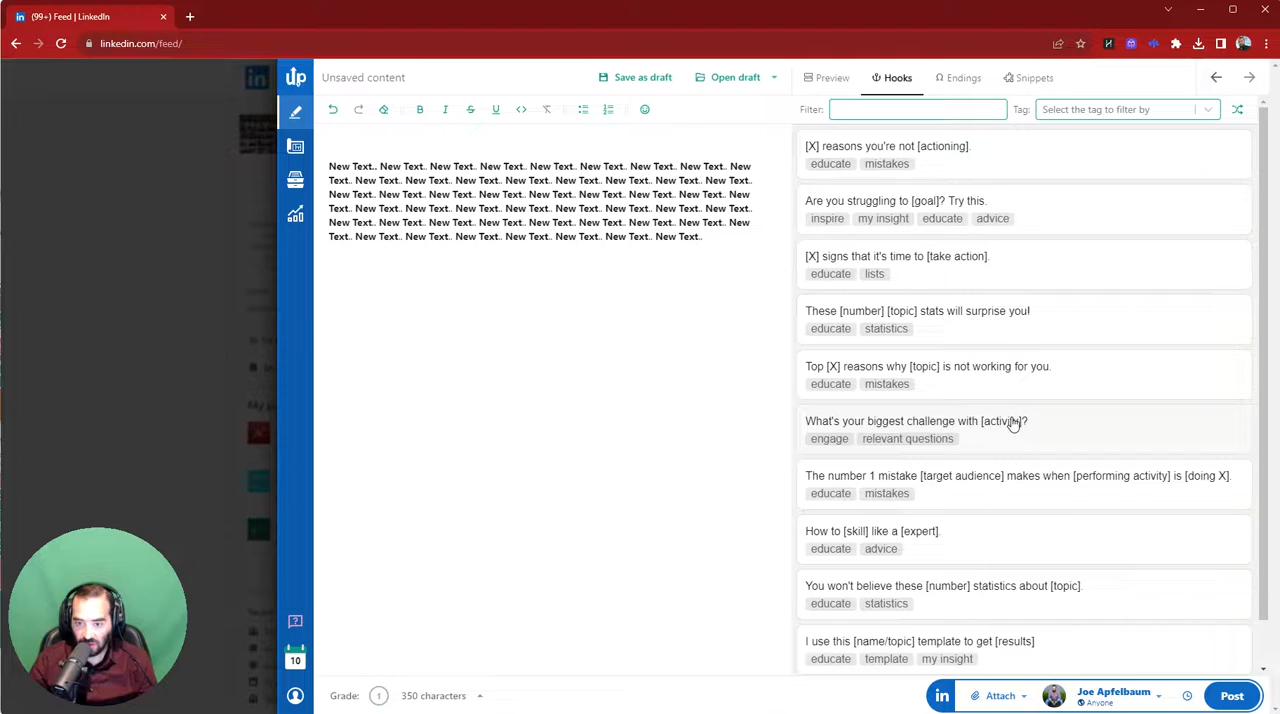 (99+) Feed | LinkedIn
linkedin.com/feed/
Unsaved content
Save as draft
Open draft
Preview
Hooks
Endings
Snippets
Filter:
Tag:
Select the tag to filter by
New Text.. New Text.. New Text.. New Text.. New Text.. New Text.. New Text.. New Text.. New
Text.. New Text.. New Text.. New Text.. New Text.. New Text.. New Text.. New Text..
New Text.. New Text.. New Text.. New Text.. New Text.. New Text.. New Text.. New Text.. New
Text.. New Text.. New Text.. New Text.. New Text.. New Text.. New Text.. New Text..
New Text.. New Text.. New Text.. New Text.. New Text.. New Text.. New Text.. New Text.. New
Text.. New Text.. New Text.. New Text.. New Text.. New Text.. New Text..
[X] reasons you're not [actioning].
educate mistakes
Are you struggling to [goal]? Try this.
inspire my insight educate advice
[X] signs that it's time to [take action].
educate lists
These [number] [topic] stats will surprise you!
educate statistics
Top [X] reasons why [topic] is not working for you.
educate mistakes
What's your biggest challenge with [activity]?
engage relevant questions
The number 1 mistake [target audience] makes when [performing activity] is [doing X].
educate mistakes
How to [skill] like a [expert].
educate advice
You won't believe these [number] statistics about [topic].
educate statistics
I use this [name/topic] template to get [results]
educate template my insight
10
Grade: 1 350 characters
in
Attach
Joe Apfelbaum
Anyone
Post